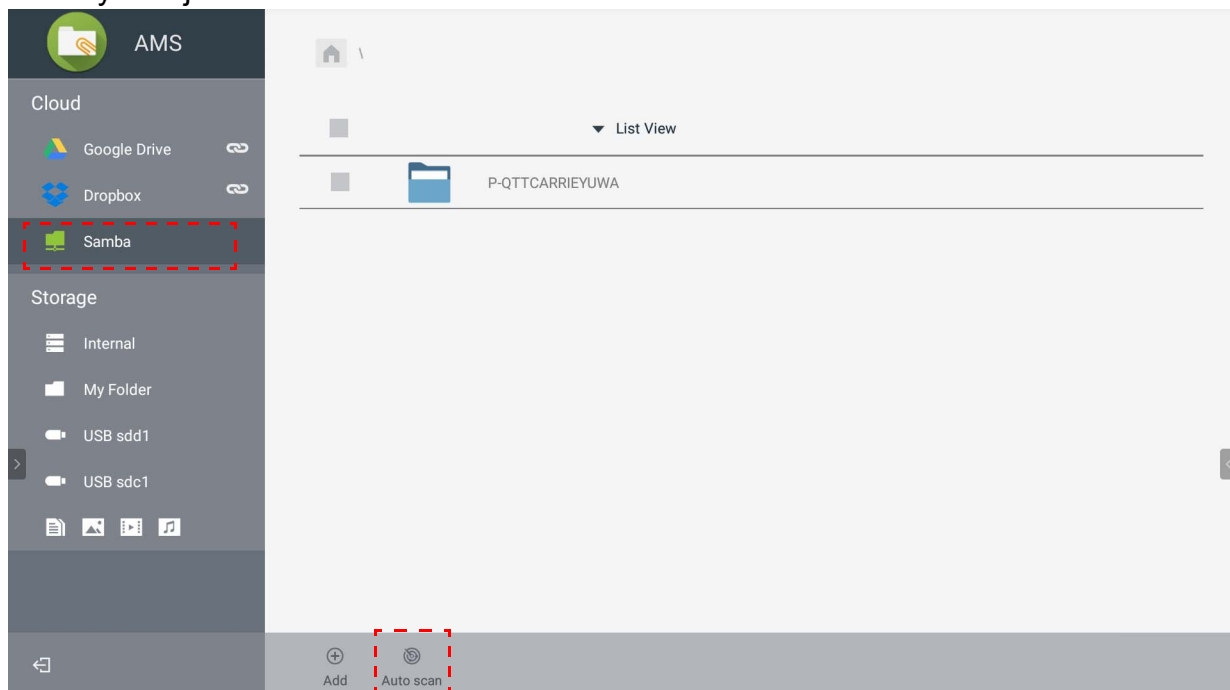 AMS
\
Cloud
Google Drive
Dropbox
Samba
Storage
Internal
My Folder
USB sdd1
USB sdc1
List View
P-QTTCARRIEYUWA
Add
Auto scan